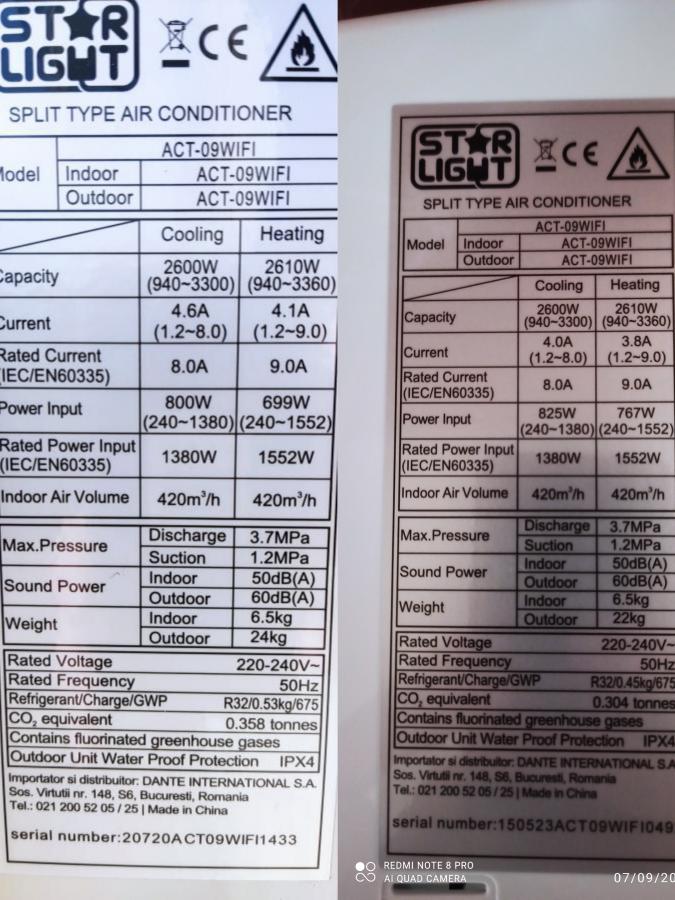 STAR
LIGHT
CE
SPLIT TYPE AIR CONDITIONER
ACT-09WIFI
Model Indoor ACT-09WIFI
Outdoor ACT-09WIFI
Cooling Heating
Capacity 2600W 2610W
(940~3300) (940~3360)
Current 4.6A 4.1A
(1.2~8.0) (1.2~9.0)
Rated Current
(IEC/EN60335) 8.0A 9.0A
Power Input 800W 699W
(240~1380) (240~1552)
Rated Power Input
(IEC/EN60335) 1380W 1552W
Indoor Air Volume 420m³/h 420m³/h
Max.Pressure Discharge 3.7MPa
Suction 1.2MPa
Sound Power Indoor 50dB(A)
Outdoor 60dB(A)
Weight Indoor 6.5kg
Outdoor 24kg
Rated Voltage 220-240V~
Rated Frequency 50Hz
Refrigerant/Charge/GWP R32/0.53kg/675
CO₂ equivalent 0.358 tonnes
Contains fluorinated greenhouse gases
Outdoor Unit Water Proof Protection IPX4
Importator si distribuitor: DANTE INTERNATIONAL S.A.
Sos. Virtutii nr. 148, S6, Bucuresti, Romania
Tel.: 021 200 52 05 / 25 | Made in China
serial number:20720ACT09WIFI1433
STAR
LIGHT
CE
SPLIT TYPE AIR CONDITIONER
ACT-09WIFI
Model Indoor ACT-09WIFI
Outdoor ACT-09WIFI
Cooling Heating
Capacity 2600W 2610W
(940~3300) (940~3360)
Current 4.0A 3.8A
(1.2~8.0) (1.2~9.0)
Rated Current
(IEC/EN60335) 8.0A 9.0A
Power Input 825W 767W
(240~1380) (240~1552)
Rated Power Input
(IEC/EN60335) 1380W 1552W
Indoor Air Volume 420m³/h 420m³/h
Max.Pressure Discharge 3.7MPa
Suction 1.2MPa
Sound Power Indoor 50dB(A)
Outdoor 60dB(A)
Weight Indoor 6.5kg
Outdoor 22kg
Rated Voltage 220-240V~
Rated Frequency 50Hz
Refrigerant/Charge/GWP R32/0.45kg/675
CO₂ equivalent 0.304 tonnes
Contains fluorinated greenhouse gases
Outdoor Unit Water Proof Protection IPX4
Importator si distribuitor: DANTE INTERNATIONAL S.A
Sos. Virtutii nr. 148, S6, Bucuresti, Romania
Tel.: 021 200 52 05 / 25 | Made in China
serial number:150523ACT09WIFI049
REDMI NOTE 8 PRO
AI QUAD CAMERA
07/09/20